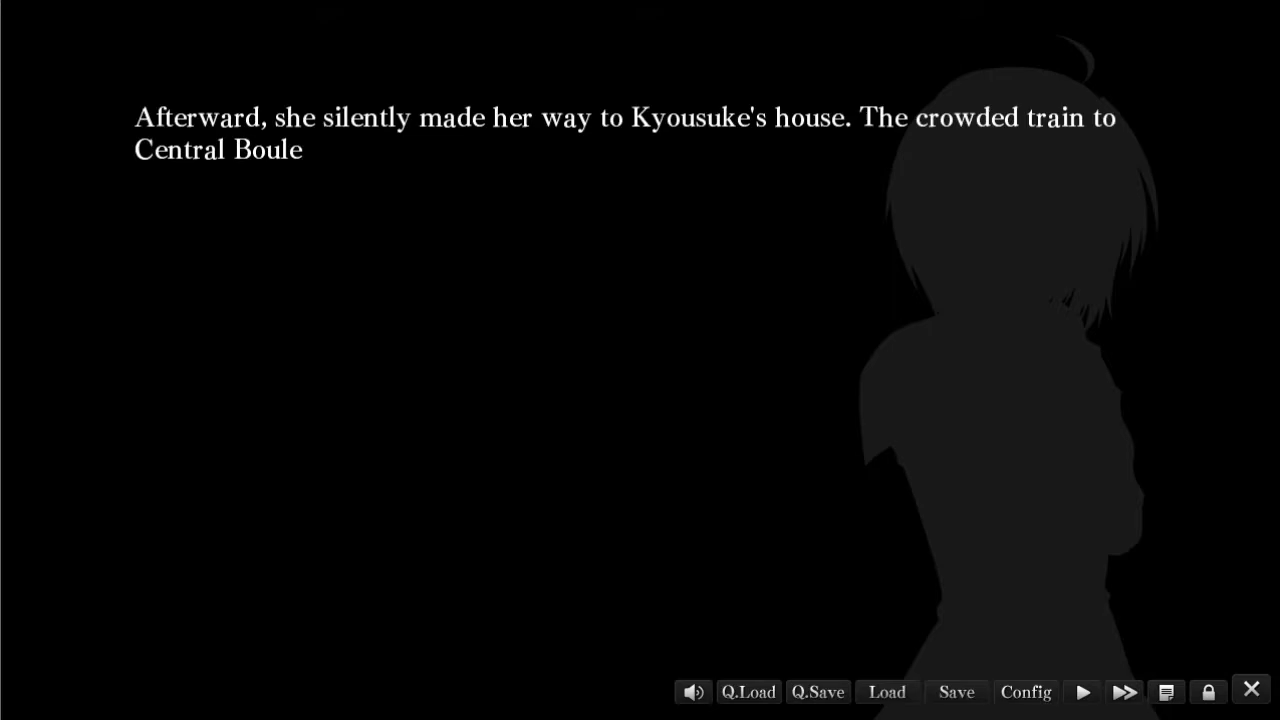 Afterward, she silently made her way to Kyousuke's house. The crowded train to
Central Boule
Q.Load Q.Save Load Save Config